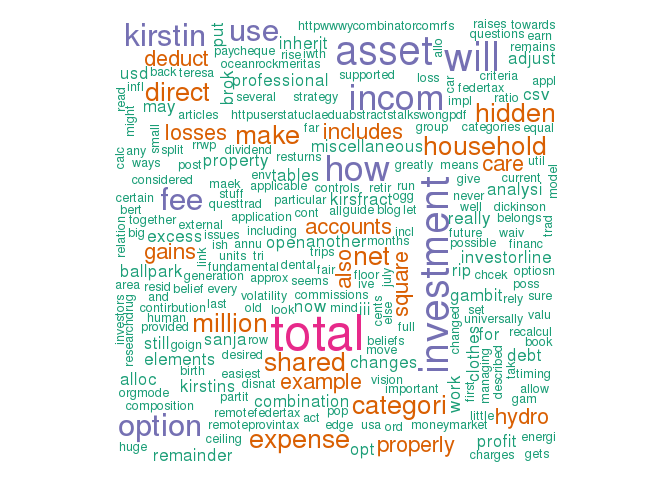 httpwwwycombinatorcomrfs raises towards
kirstin put use inherit allo questions earn
paycheque rise iwth asset will remains
deduct oceanrockmeritas adjust
usd back teresa brok professional supported loss car criteria appl
infl direct several strategy incom impl federtax ratio csv
read may articles httpuserstatuclaeduabstractstalkswongpdf hidden
might small losses make far includes group categories equal
any split rrwp dividend miscellaneous household
calc ways post property resturns how greatly means care util
considered maek env tables controls retir run give current model
certain stuff applicable never analysi
bert fee questtrad particular kirsfract ogg well dickinson
together external application cont allguide blog let really belongs trad
relation big excess issues including accounts incl future waiv
link ish annu openanother months possible financ
gains units tri trips also net square investment investorline
ballpark fundamental dental fair floor rip chcek optiosn
area resid generation approx seems ive july cents gambit poss
investors and belief every volatility commissions rely sure
contirbution last old look now mind jii else universally valu
human million total full changed set
researchdrug provided still goign sanja row beliefs for recalcul
elements desired move clothes debt book
birth easiest shared changes managing described take timing
alloc kirstins disnat example vision work first allow
orgmode partit combination important gam
composition remotefedertax act pop categori little hydro
option remoteprovintax edge usa ord moneymarket
huge ceiling expense opt properly profit energi
remainder charges gets